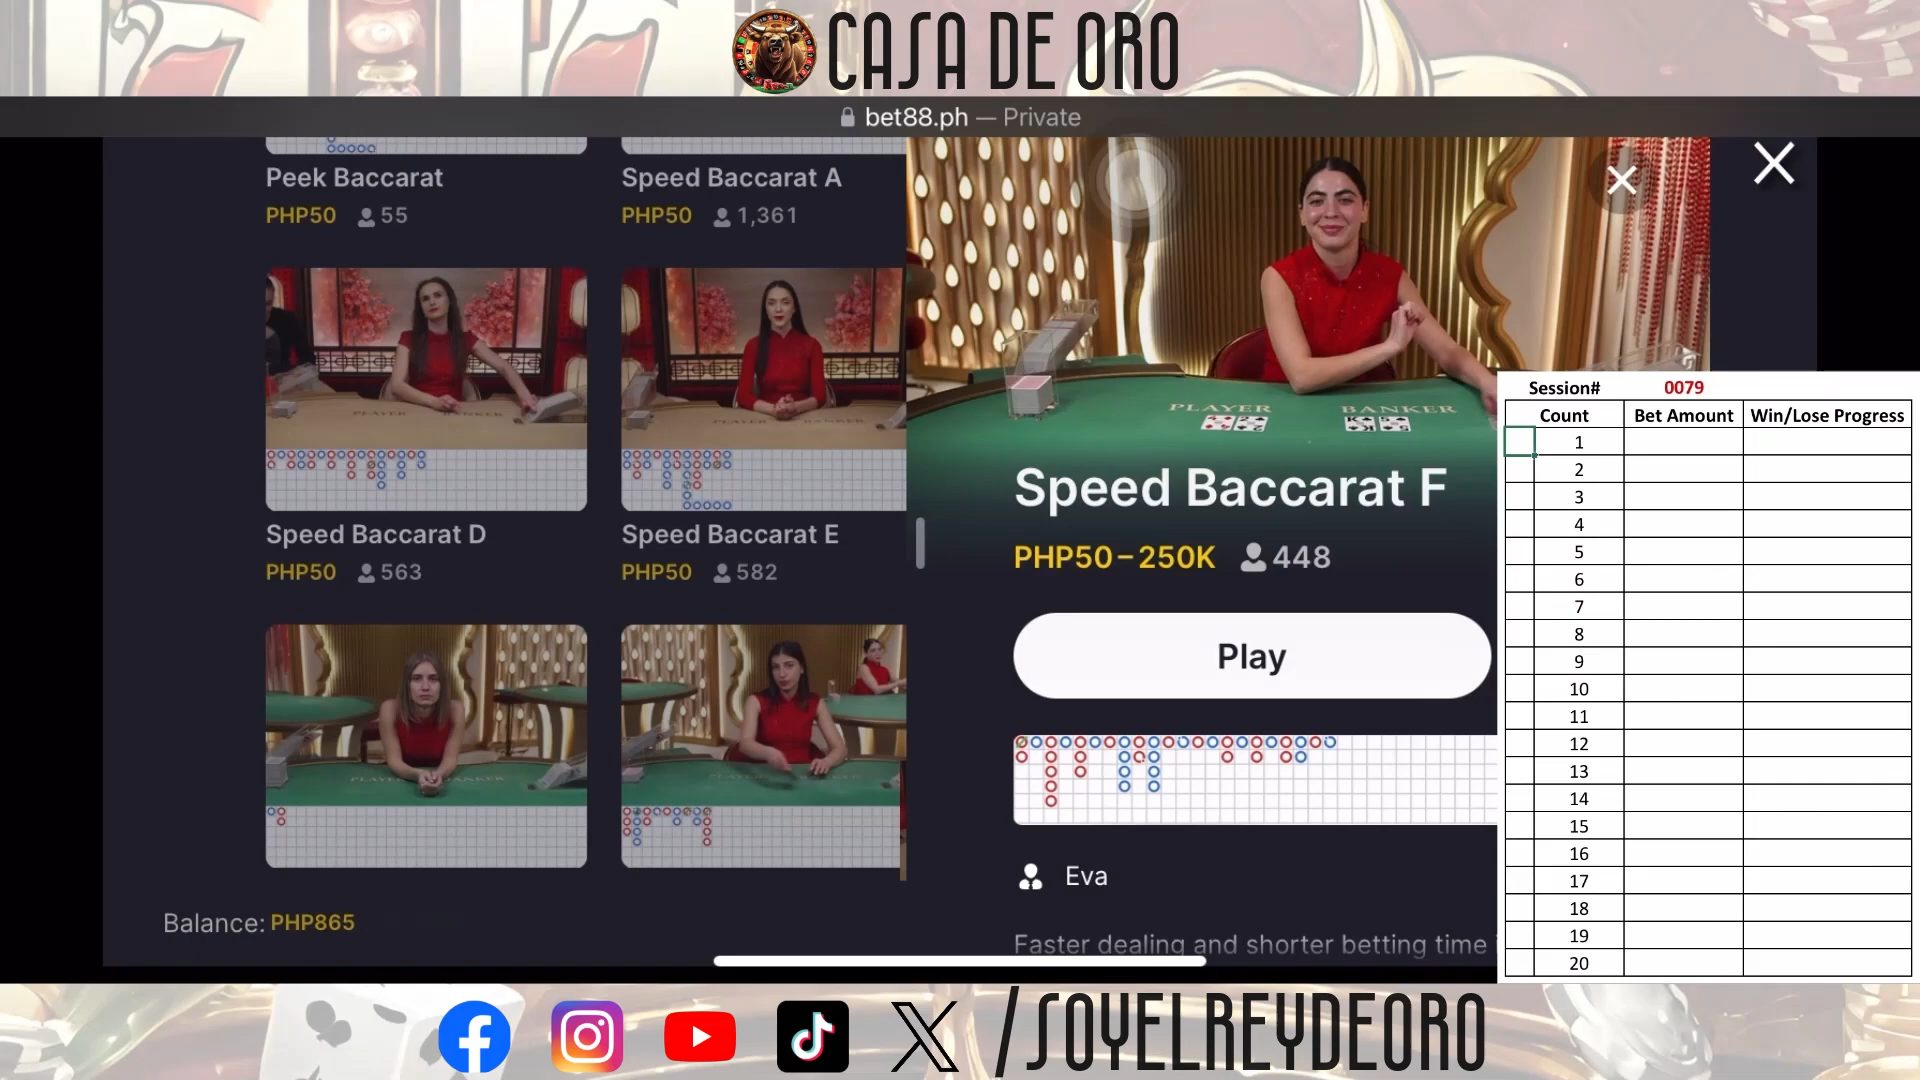 CASA DE ORO
bet88.ph — Private
Peek Baccarat
PHP50 55
Speed Baccarat A
PHP50 1,361
Speed Baccarat D
PHP50 563
Speed Baccarat E
PHP50 582
PLAYER BANKER
Speed Baccarat F
PHP50–250K 448
Play
Eva
Faster dealing and shorter betting time
Balance: PHP865
Session# 0079
Count Bet Amount Win/Lose Progress
1
2
3
4
5
6
7
8
9
10
11
12
13
14
15
16
17
18
19
20
/SOYELREYDEORO